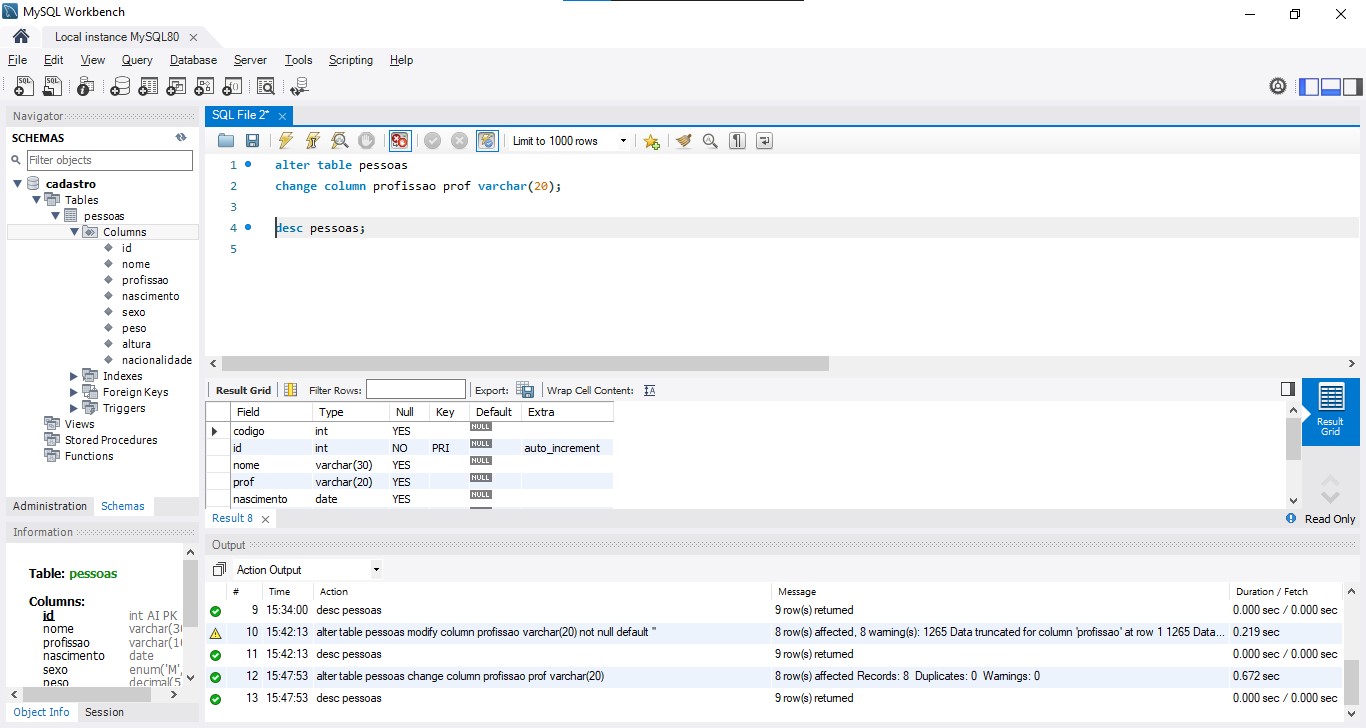 MySQL Workbench
Local instance MySQL80
File Edit View Query Database Server Tools Scripting Help
Navigator
SCHEMAS
Filter objects
cadastro
Tables
pessoas
Columns
id
nome
profissao
nascimento
sexo
peso
altura
nacionalidade
Indexes
Foreign Keys
Triggers
Views
Stored Procedures
Functions
Administration Schemas
Information
Table: pessoas
Columns:
id int AI PK
nome varchar(30
profissao varchar(10
nascimento date
sexo enum('M',
peso decimal(5
Object Info Session
SQL File 2*
Limit to 1000 rows
1 alter table pessoas
2 change column profissao prof varchar(20);
3
4 desc pessoas;
5
Result Grid Filter Rows: Export: Wrap Cell Content:
Field Type Null Key Default Extra
codigo int YES NULL
id int NO PRI NULL auto_increment
nome varchar(30) YES NULL
prof varchar(20) YES NULL
nascimento date YES NULL
Result Grid
Result 8
Read Only
Output
Action Output
# Time Action Message Duration / Fetch
9 15:34:00 desc pessoas 9 row(s) returned 0.000 sec / 0.000 sec
10 15:42:13 alter table pessoas modify column profissao varchar(20) not null default '' 8 row(s) affected, 8 warning(s): 1265 Data truncated for column 'profissao' at row 1 1265 Data... 0.219 sec
11 15:42:13 desc pessoas 9 row(s) returned 0.000 sec / 0.000 sec
12 15:47:53 alter table pessoas change column profissao prof varchar(20) 8 row(s) affected Records: 8 Duplicates: 0 Warnings: 0 0.672 sec
13 15:47:53 desc pessoas 9 row(s) returned 0.000 sec / 0.000 sec